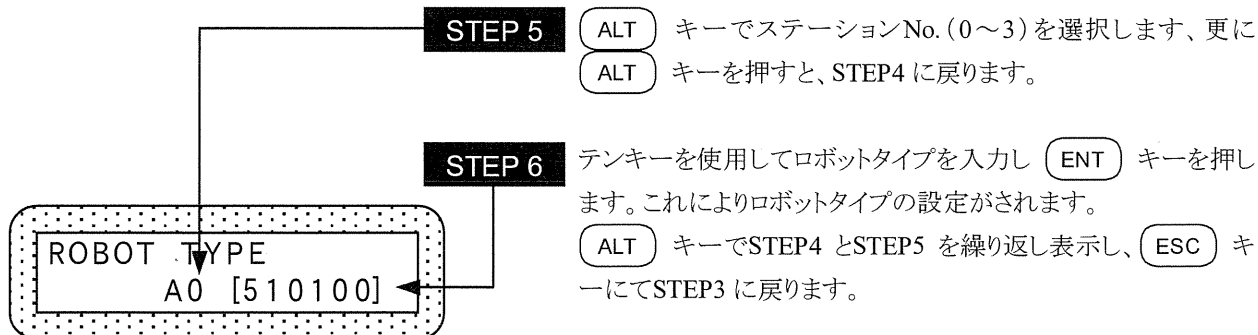 STEP 5
ALT キーでステーションNo.(0～3)を選択します、更に
ALT キーを押すと、STEP4 に戻ります。
STEP 6
テンキーを使用してロボットタイプを入力し ENT キーを押し
ます。これによりロボットタイプの設定がされます。
ALT キーでSTEP4 とSTEP5 を繰り返し表示し、 ESC キ
ーにてSTEP3 に戻ります。
ROBOT TYPE
A0 [510100]